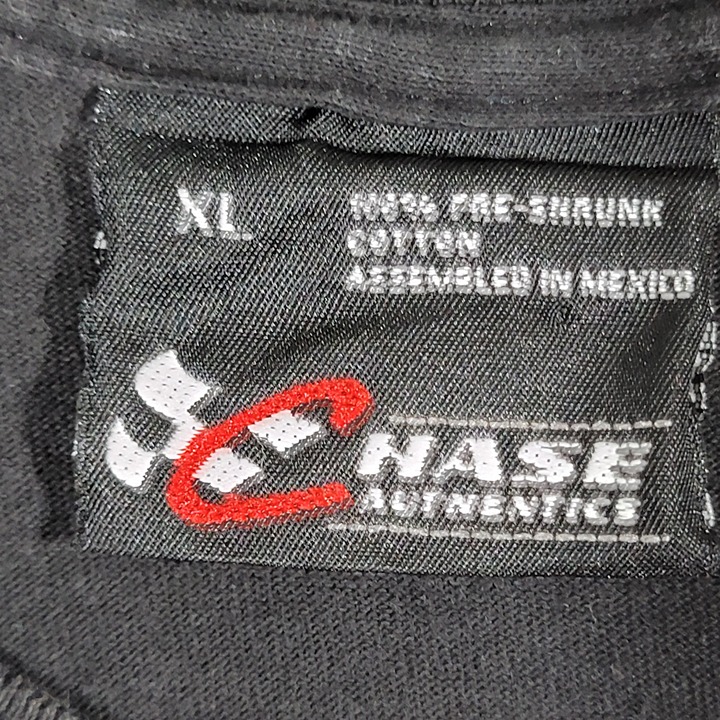 XL
100% PRE-SHRUNK
COTTON
ASSEMBLED IN MEXICO
CHASE
AUTHENTICS